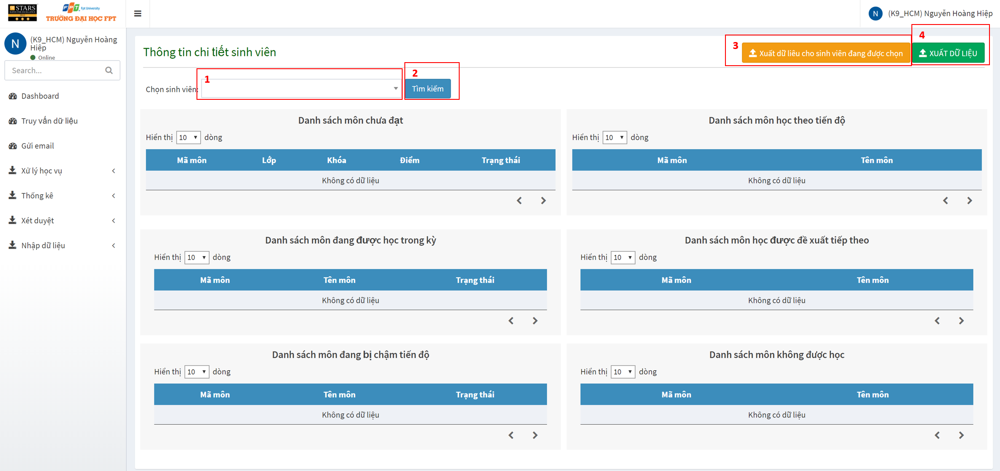 STARS
RATED FOR EXCELLENCE
2012
FPT. Fpt University
TRƯỜNG ĐẠI HỌC FPT
N (K9_HCM) Nguyễn Hoàng Hiệp
N
(K9_HCM) Nguyễn Hoàng
Hiệp
Online
Search...
Dashboard
Truy vấn dữ liệu
Gửi email
Xử lý học vụ
Thống kê
Xét duyệt
Nhập dữ liệu
Thông tin chi tiết sinh viên
3
Xuất dữ liêu cho sinh viên đang được chọn
4
XUẤT DỮ LIỆU
Chọn sinh viên:
1
2
Tìm kiếm
Danh sách môn chưa đạt
Hiển thị 10 dòng
Mã môn Lớp Khóa Điểm Trạng thái
Không có dữ liệu
Danh sách môn học theo tiến độ
Hiển thị 10 dòng
Mã môn Tên môn
Không có dữ liệu
Danh sách môn đang được học trong kỳ
Hiển thị 10 dòng
Mã môn Tên môn Trạng thái
Không có dữ liệu
Danh sách môn học được đề xuất tiếp theo
Hiển thị 10 dòng
Mã môn Tên môn
Không có dữ liệu
Danh sách môn đang bị chậm tiến độ
Hiển thị 10 dòng
Mã môn Tên môn Trạng thái
Không có dữ liệu
Danh sách môn không được học
Hiển thị 10 dòng
Mã môn Tên môn
Không có dữ liệu